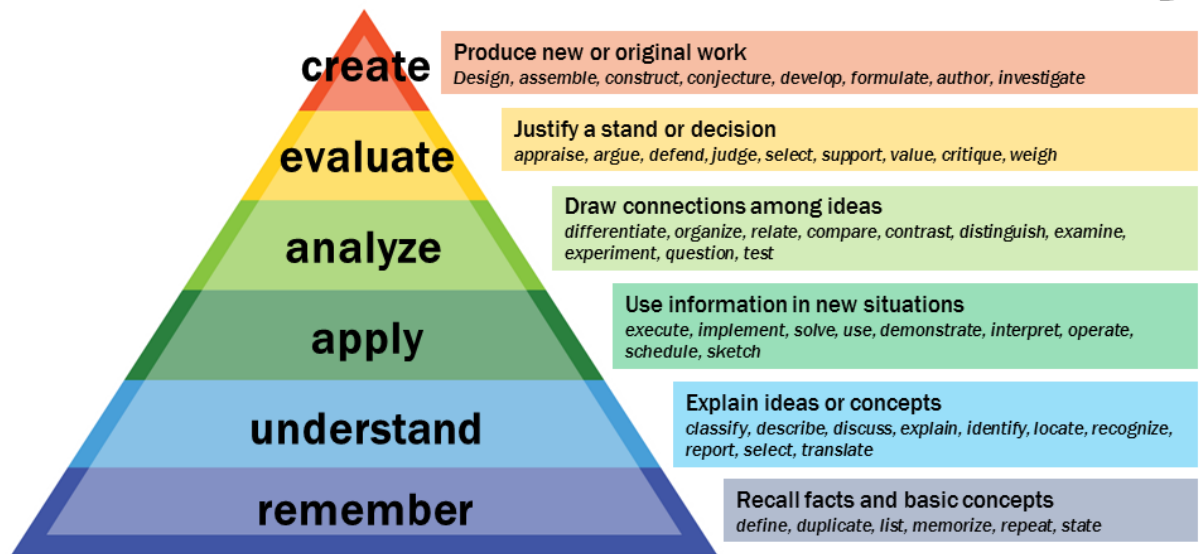 create
Produce new or original work
Design, assemble, construct, conjecture, develop, formulate, author, investigate
evaluate
Justify a stand or decision
appraise, argue, defend, judge, select, support, value, critique, weigh
analyze
Draw connections among ideas
differentiate, organize, relate, compare, contrast, distinguish, examine,
experiment, question, test
apply
Use information in new situations
execute, implement, solve, use, demonstrate, interpret, operate,
schedule, sketch
understand
Explain ideas or concepts
classify, describe, discuss, explain, identify, locate, recognize,
report, select, translate
remember
Recall facts and basic concepts
define, duplicate, list, memorize, repeat, state